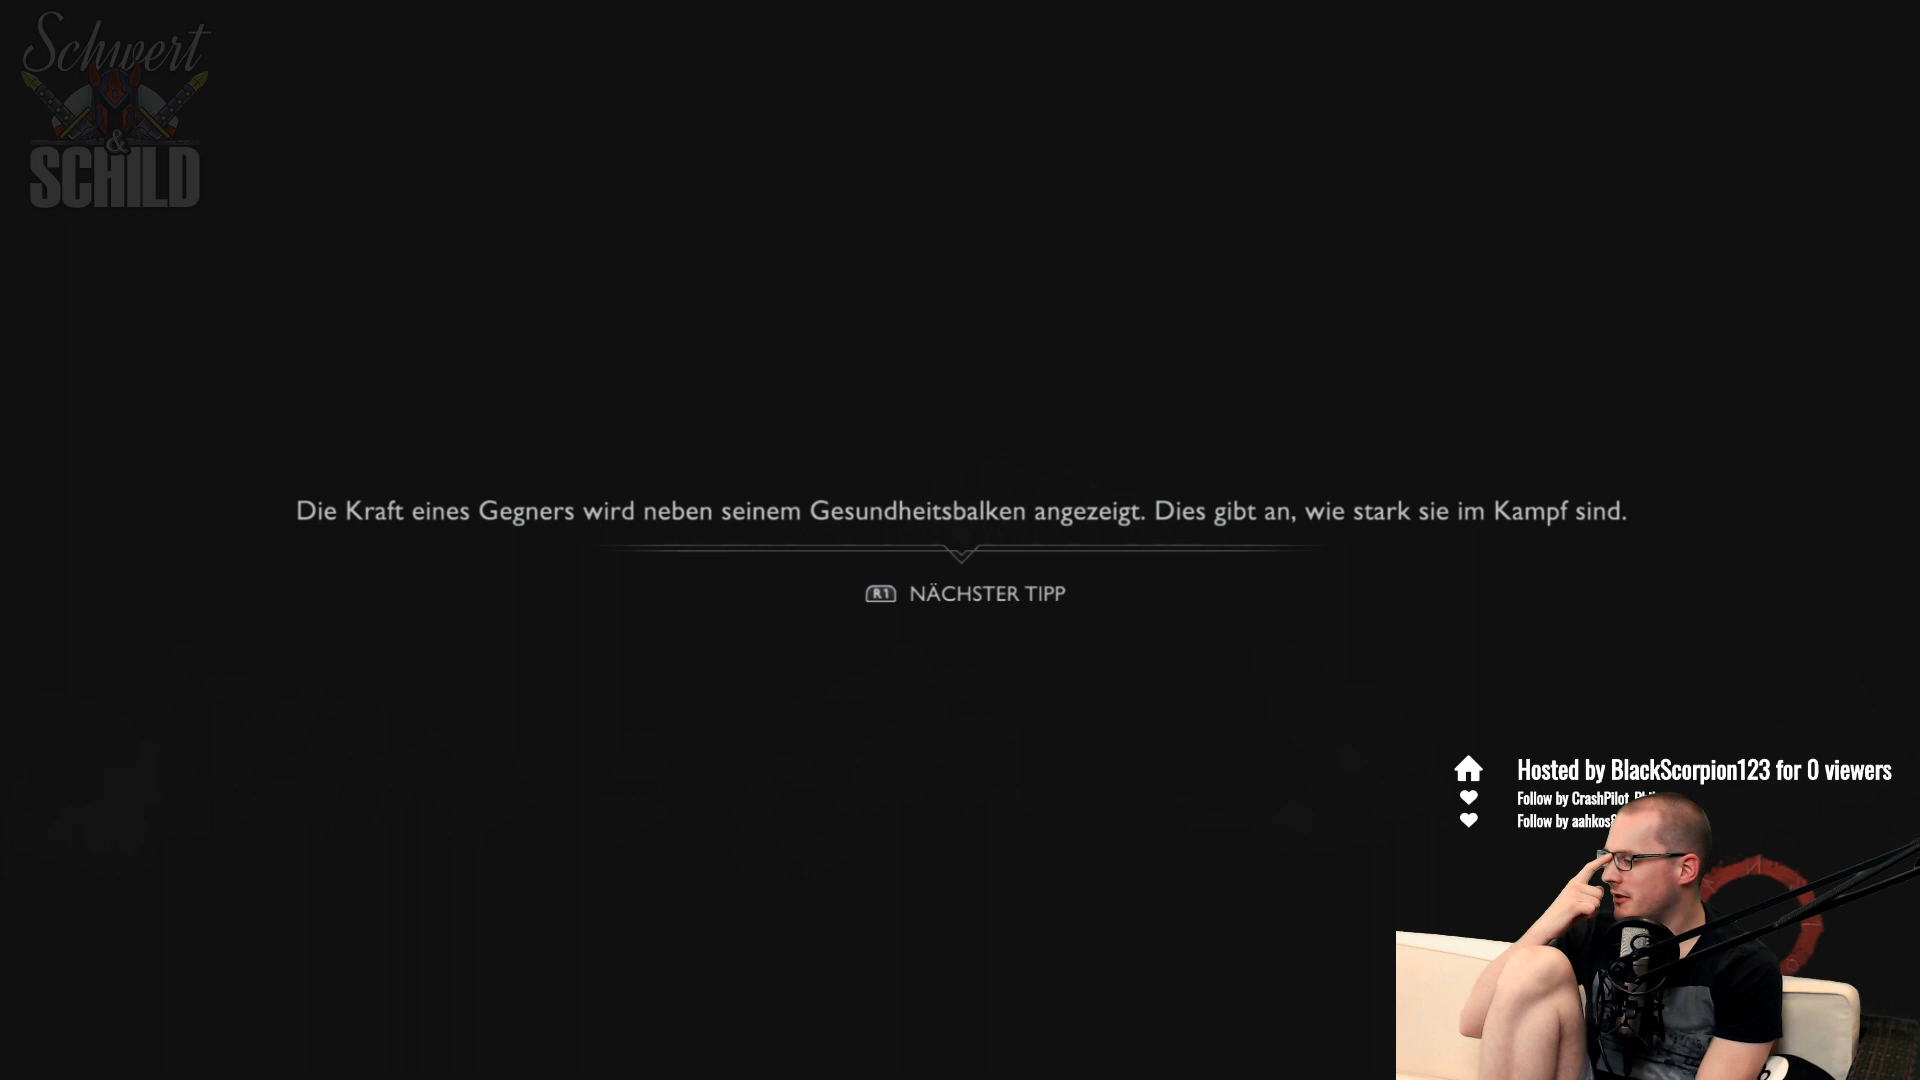 Schwert
&
SCHILD
Die Kraft eines Gegners wird neben seinem Gesundheitsbalken angezeigt. Dies gibt an, wie stark sie im Kampf sind.
R1 NÄCHSTER TIPP
Hosted by BlackScorpion123 for 0 viewers
Follow by CrashPilot
Follow by